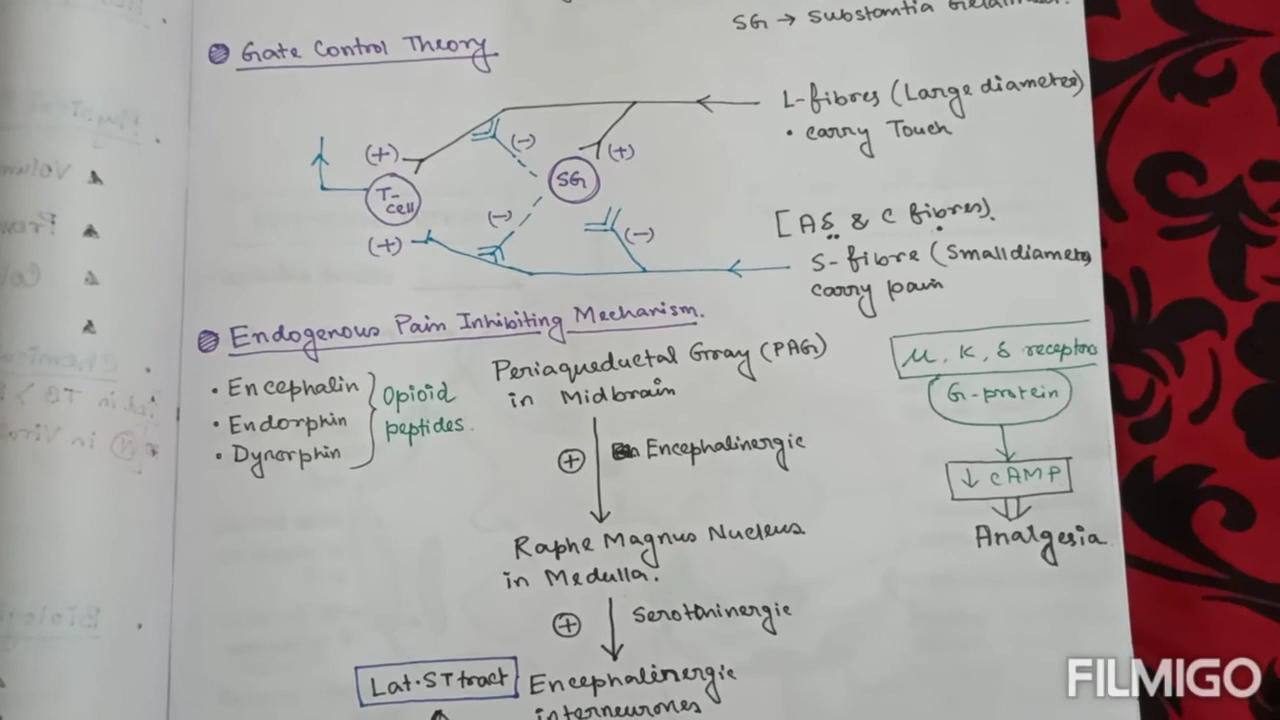 SG → Substantia
Gate Control Theory
L-fibres (Large diameter)
• carry Touch
(+)
(-)
(+)
SG
T-cell
(-)
(-)
(+)
[Aδ & C fibres).
S-fibre (Small diameter
carry pain
Endogenous Pain Inhibiting Mechanism.
• Encephalin
• Endorphin
• Dynorphin
Opioid
peptides.
Periaqueductal Gray (PAG)
in Midbrain
+ Encephalinergic
Raphe Magnus Nucleus
in Medulla.
+ Serotoninergic
Lat. ST tract
Encephalinergic
interneurones
μ, K, δ receptors
G-protein
↓ cAMP
Analgesia
FILMIGO